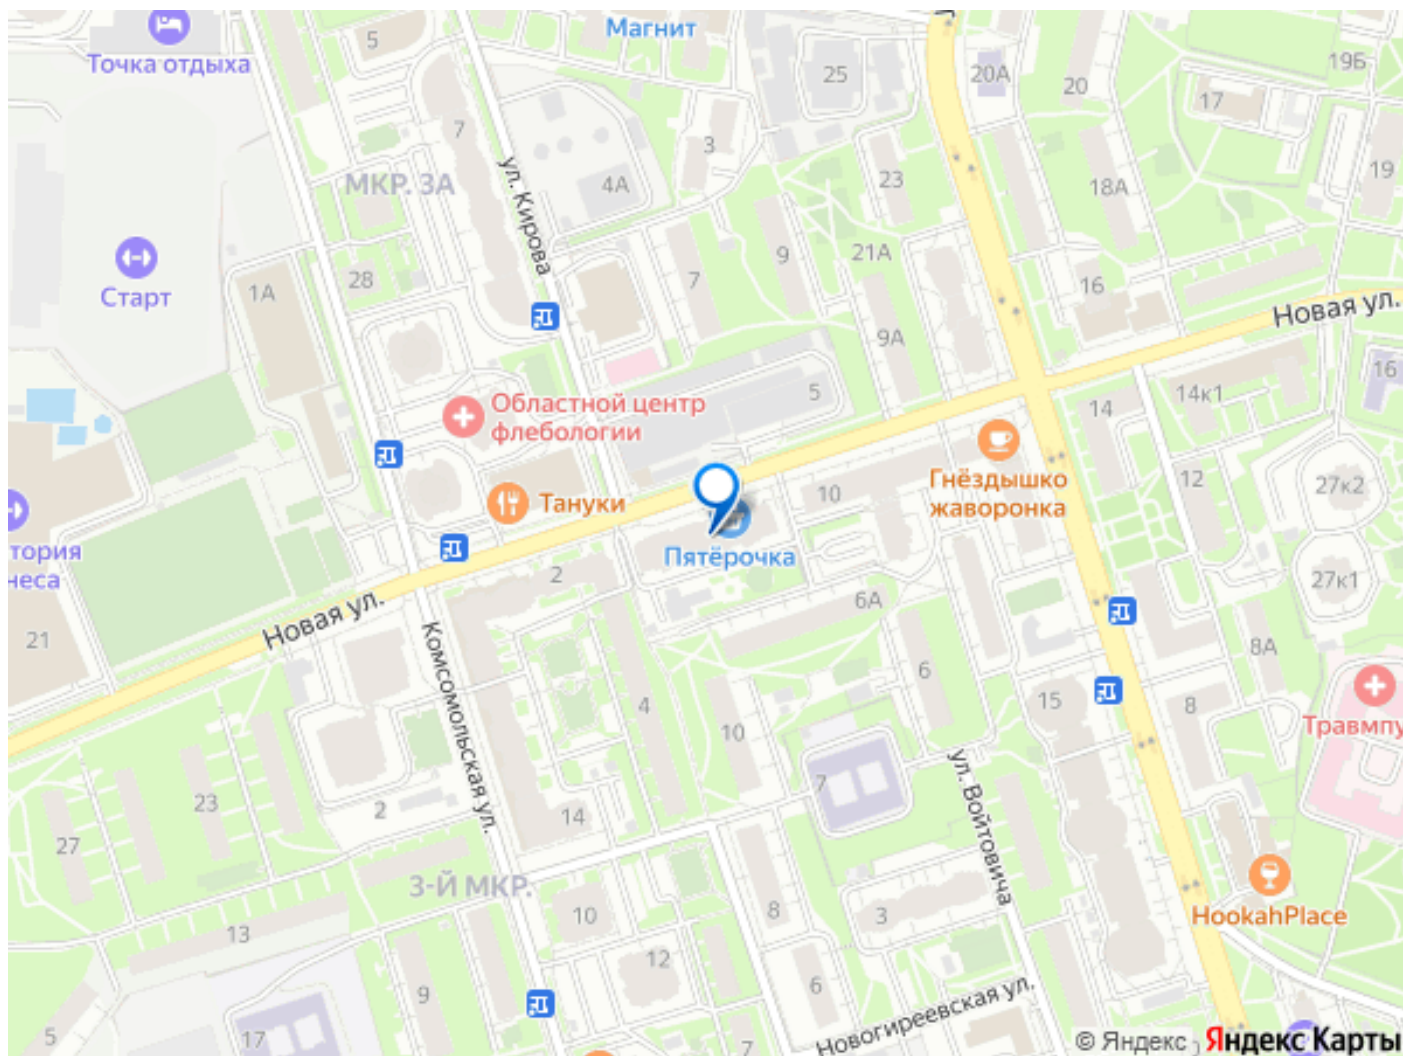 Точка отдыха
5
Магнит
25
20А
20
19Б
17
7
3
МКР. 3А
ул. Кирова
4А
23
18А
19
Старт
1А
28
7
9
21А
16
Новая ул.
9А
Областной центр
флебологии
5
14
14к1
16
Тануки
10
Гнёздышко
жаворонка
12
27к2
Пятёрочка
тория
неса
2
6А
27к1
21
Новая ул.
Комсомольская ул.
4
10
6
15
8А
8
Травмпу
27
23
2
14
7
ул. Войтовича
3-Й МКР.
13
10
8
3
HookahPlace
12
9
6
5
17
7
Новогиреевская ул.
© Яндекс Яндекс Карты